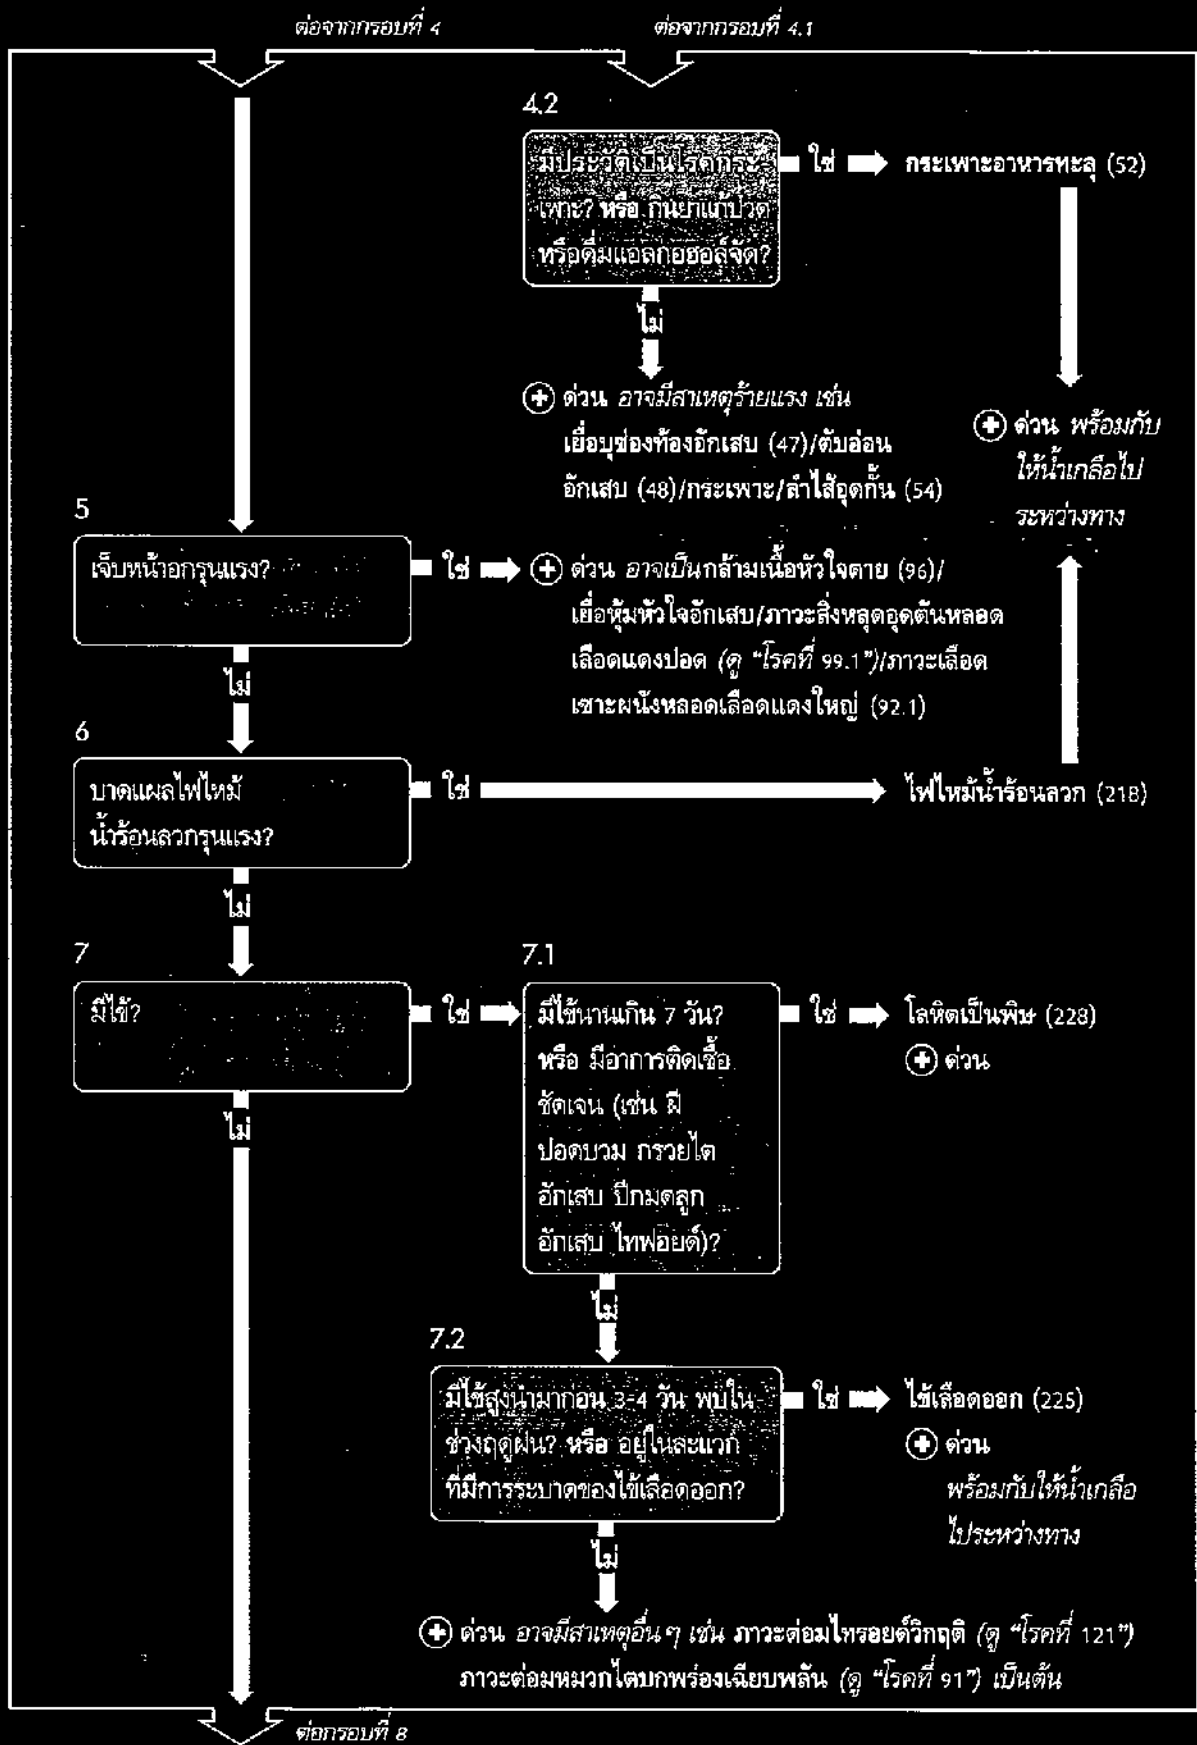 ต่อจากกรอบที่ 4
ต่อจากกรอบที่ 4.1
4.2
มีประวัติเป็นโรคกระ-
เพาะ? หรือ กินยาแก้ปวด
หรือดื่มแอลกอฮอล์จัด?
ใช่
กระเพาะอาหารทะลุ (52)
ไม่
ด่วน อาจมีสาเหตุร้ายแรง เช่น
เยื่อบุช่องท้องอักเสบ (47)/ตับอ่อน
อักเสบ (48)/กระเพาะ/ลำไส้อุดกั้น (54)
ด่วน พร้อมกับ
ให้น้ำเกลือไป
ระหว่างทาง
5
เจ็บหน้าอกรุนแรง?
ใช่
ด่วน อาจเป็นกล้ามเนื้อหัวใจตาย (96)/
เยื่อหุ้มหัวใจอักเสบ/ภาวะสิ่งหลุดอุดตันหลอด
เลือดแดงปอด (ดู “โรคที่ 99.1”)/ภาวะเลือด
เซาะผนังหลอดเลือดแดงใหญ่ (92.1)
ไม่
6
บาดแผลไฟไหม้
น้ำร้อนลวกรุนแรง?
ใช่
ไฟไหม้น้ำร้อนลวก (218)
ไม่
7
มีไข้?
ใช่
7.1
มีไข้นานเกิน 7 วัน?
หรือ มีอาการติดเชื้อ
ชัดเจน (เช่น ฝี
ปอดบวม กรวยไต
อักเสบ ปีกมดลูก
อักเสบ ไทฟอยด์)?
ใช่
โลหิตเป็นพิษ (228)
ด่วน
ไม่
ไม่
7.2
มีไข้สูงนำมาก่อน 3-4 วัน พบใน
ช่วงฤดูฝน? หรือ อยู่ในละแวก
ที่มีการระบาดของไข้เลือดออก?
ใช่
ไข้เลือดออก (225)
ด่วน
พร้อมกับให้น้ำเกลือ
ไประหว่างทาง
ไม่
ด่วน อาจมีสาเหตุอื่นๆ เช่น ภาวะต่อมไทรอยด์วิกฤติ (ดู “โรคที่ 121”)
ภาวะต่อมหมวกไตบกพร่องเฉียบพลัน (ดู “โรคที่ 91”) เป็นต้น
ต่อกรอบที่ 8